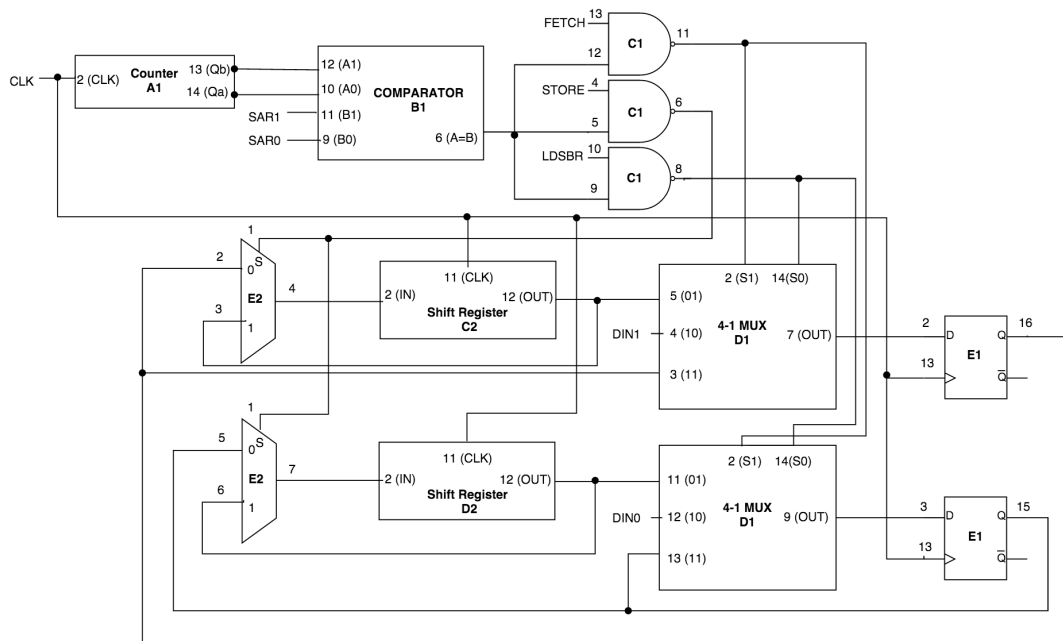 13
FETCH
11
C1
12
CLK
2 (CLK)
Counter
A1
13 (Qb)
14 (Qa)
12 (A1)
10 (A0)
COMPARATOR
B1
SAR1
11 (B1)
SAR0
9 (B0)
6 (A=B)
4
STORE
6
C1
5
10
LDSBR
8
C1
9
1
2
0
S
E2
4
3
1
11 (CLK)
2 (IN)
12 (OUT)
Shift Register
C2
2 (S1)
14(S0)
5 (01)
4-1 MUX
D1
DIN1
4 (10)
7 (OUT)
3 (11)
2
D
Q
16
E1
13
Q
1
5
0
S
E2
7
6
1
11 (CLK)
2 (IN)
12 (OUT)
Shift Register
D2
2 (S1)
14(S0)
11 (01)
4-1 MUX
D1
DIN0
12 (10)
9 (OUT)
13 (11)
3
D
Q
15
E1
13
Q